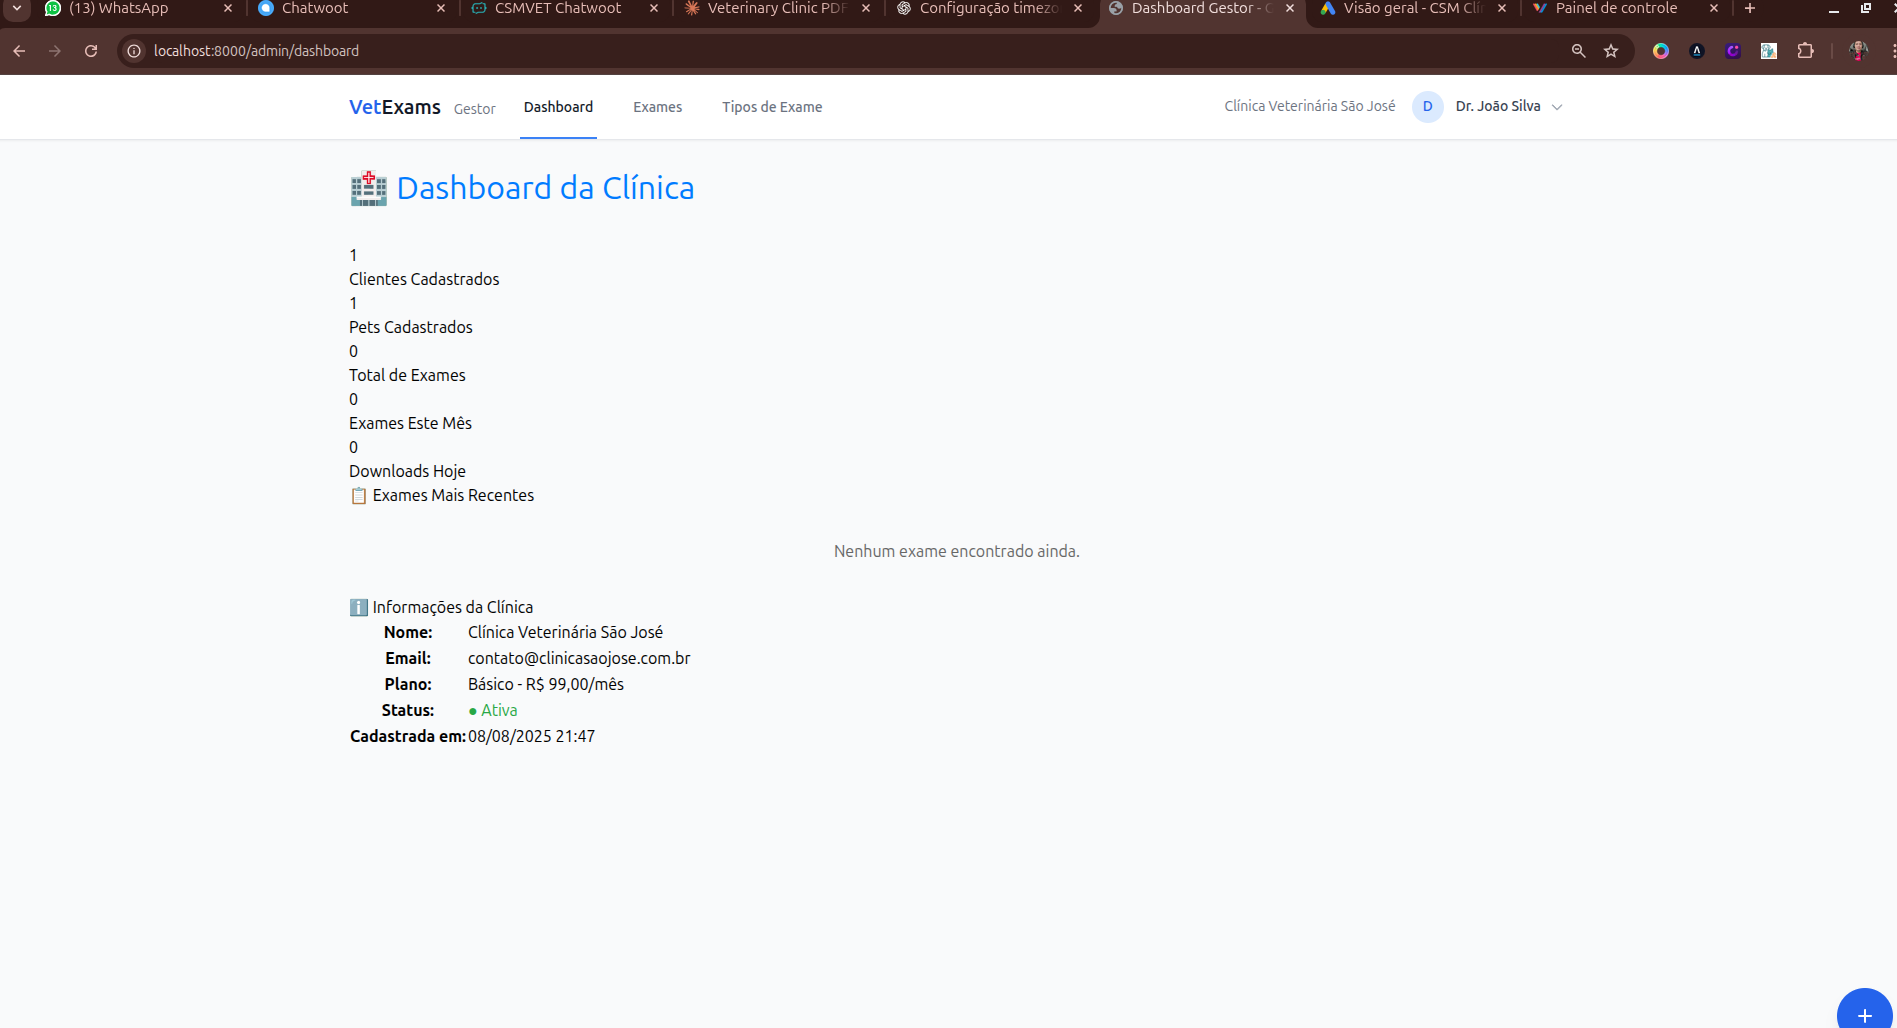 (13) WhatsApp
Chatwoot
CSMVET Chatwoot
Veterinary Clinic PDF
Configuração timezo
Dashboard Gestor - C
Visão geral - CSM Clín
Painel de controle
localhost:8000/admin/dashboard
VetExams Gestor
Dashboard
Exames
Tipos de Exame
Clínica Veterinária São José
D
Dr. João Silva
Dashboard da Clínica
1
Clientes Cadastrados
1
Pets Cadastrados
0
Total de Exames
0
Exames Este Mês
0
Downloads Hoje
Exames Mais Recentes
Nenhum exame encontrado ainda.
Informações da Clínica
Nome: Clínica Veterinária São José
Email: contato@clinicasaojose.com.br
Plano: Básico - R$ 99,00/mês
Status: ● Ativa
Cadastrada em: 08/08/2025 21:47
+